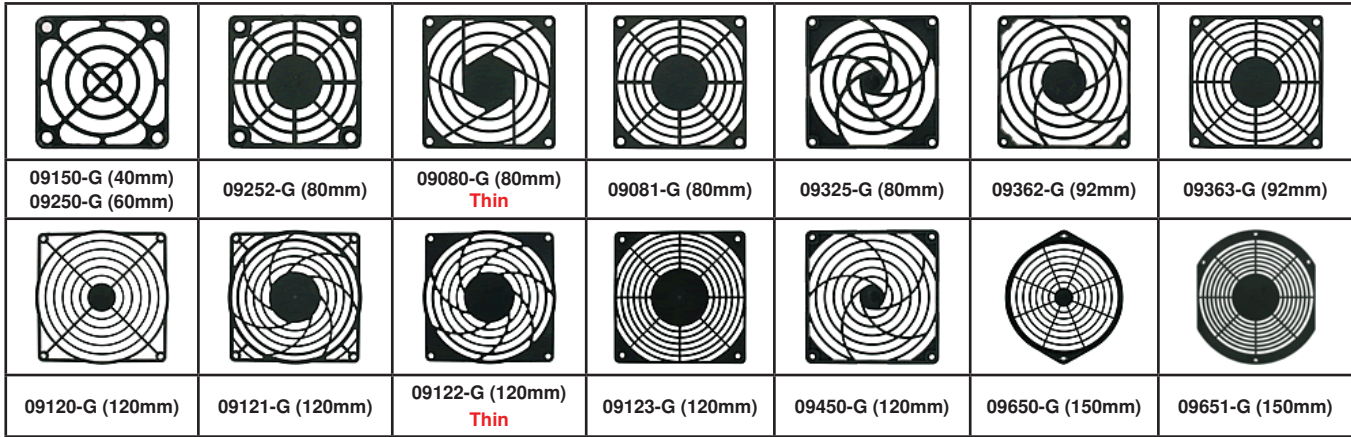 09150-G (40mm)
09250-G (60mm)
09252-G (80mm)
09080-G (80mm)
Thin
09081-G (80mm)
09325-G (80mm)
09362-G (92mm)
09363-G (92mm)
09120-G (120mm)
09121-G (120mm)
09122-G (120mm)
Thin
09123-G (120mm)
09450-G (120mm)
09650-G (150mm)
09651-G (150mm)